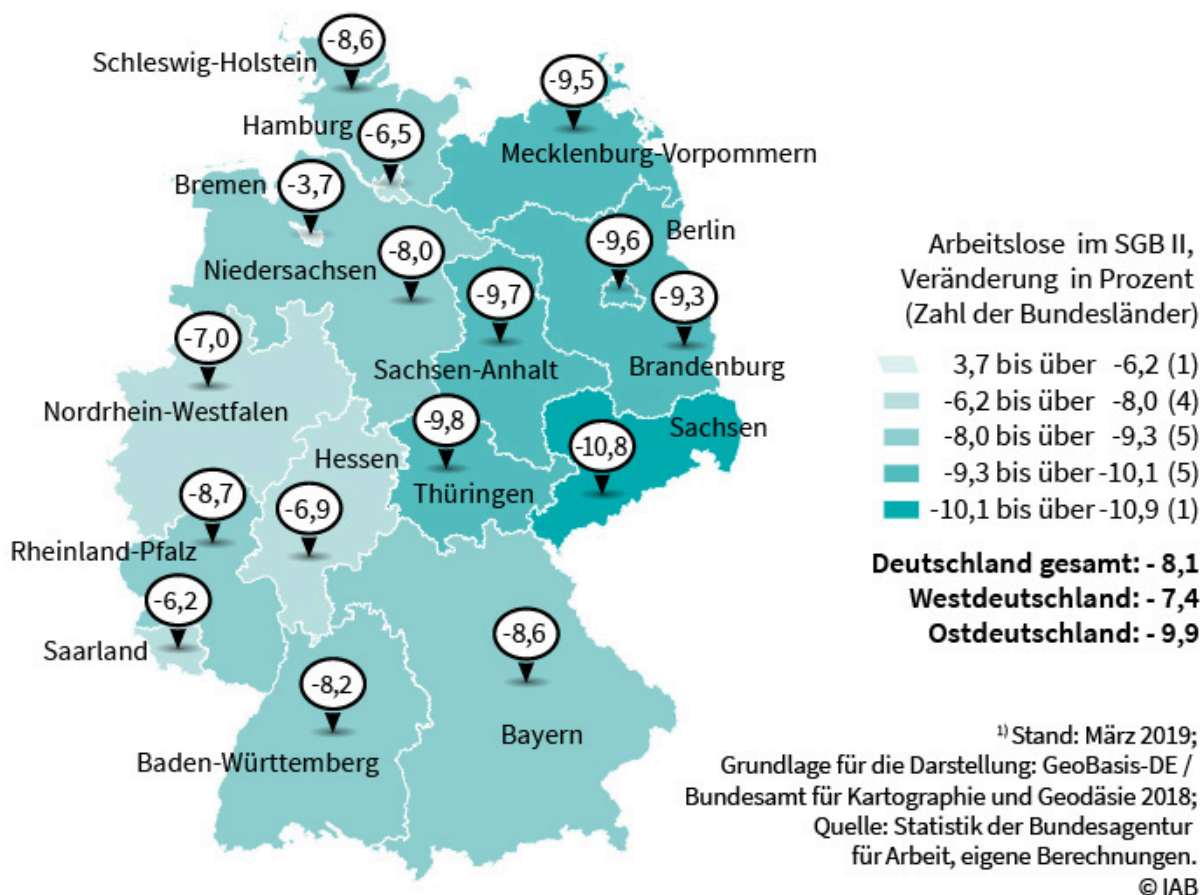 -8,6
Schleswig-Holstein
-9,5
Hamburg
-6,5
Mecklenburg-Vorpommern
Bremen
-3,7
-9,6
Berlin
Niedersachsen
-8,0
-9,7
-9,3
-7,0
Sachsen-Anhalt
Brandenburg
Nordrhein-Westfalen
-9,8
Sachsen
Hessen
-10,8
Thüringen
-8,7
-6,9
Rheinland-Pfalz
-6,2
Saarland
-8,6
-8,2
Bayern
Baden-Württemberg
Arbeitslose im SGB II,
Veränderung in Prozent
(Zahl der Bundesländer)
3,7 bis über -6,2 (1)
-6,2 bis über -8,0 (4)
-8,0 bis über -9,3 (5)
-9,3 bis über -10,1 (5)
-10,1 bis über -10,9 (1)
Deutschland gesamt: - 8,1
Westdeutschland: - 7,4
Ostdeutschland: - 9,9
¹⁾ Stand: März 2019;
Grundlage für die Darstellung: GeoBasis-DE /
Bundesamt für Kartographie und Geodäsie 2018;
Quelle: Statistik der Bundesagentur
für Arbeit, eigene Berechnungen.
© IAB